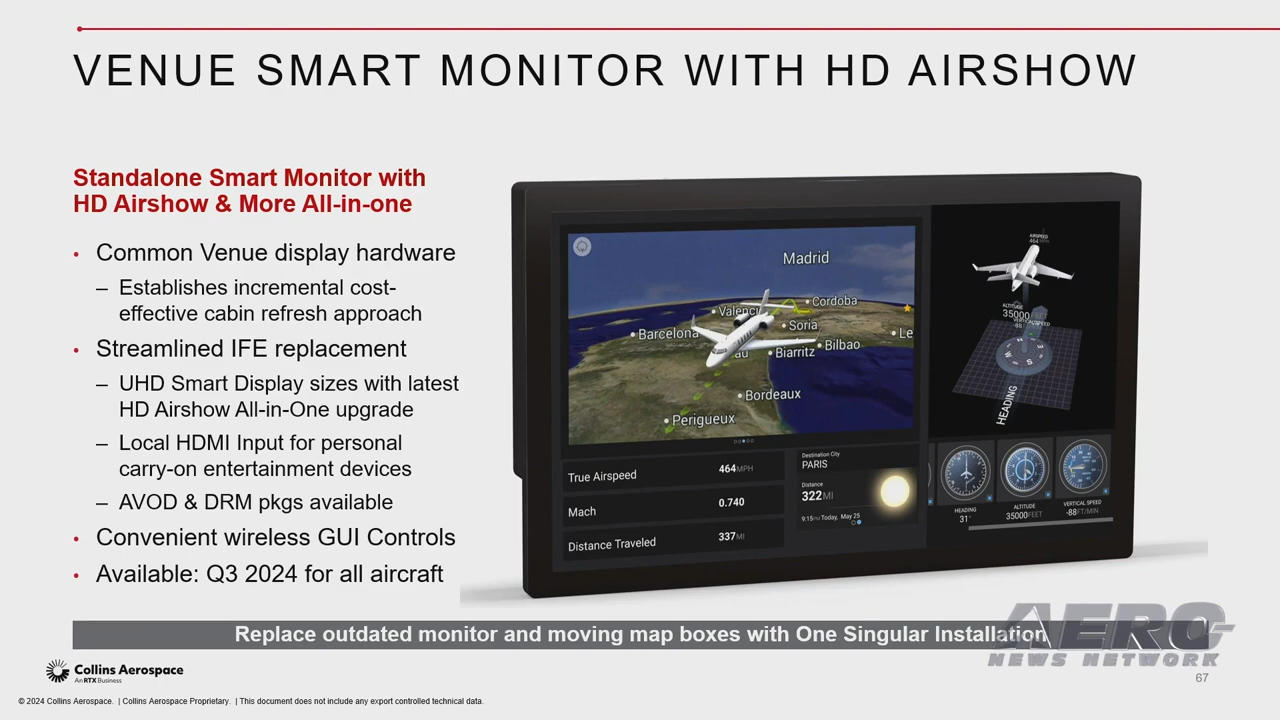 VENUE SMART MONITOR WITH HD AIRSHOW
Standalone Smart Monitor with
HD Airshow & More All-in-one
• Common Venue display hardware
– Establishes incremental cost-
effective cabin refresh approach
• Streamlined IFE replacement
– UHD Smart Display sizes with latest
HD Airshow All-in-One upgrade
– Local HDMI Input for personal
carry-on entertainment devices
– AVOD & DRM pkgs available
• Convenient wireless GUI Controls
• Available: Q3 2024 for all aircraft
Madrid
Cordoba
Valenci
Soria
Barcelona
Le
Bilbao
Biarritz
au
Bordeaux
Perigueux
True Airspeed 464MPH
Mach 0.740
Distance Traveled 337MI
Destination City
PARIS
Distance
322MI
9:15PM Today, May 25
AIRSPEED
464MPH
ALTITUDE
35000
N
E
S
W
HEADING
HEADING
31°
ALTITUDE
35000FEET
VERTICAL SPEED
-88FT/MIN
Replace outdated monitor and moving map boxes with One Singular Installation
AERO
NEWS NETWORK
Collins Aerospace
An RTX Business
67
© 2024 Collins Aerospace. | Collins Aerospace Proprietary. | This document does not include any export controlled technical data.